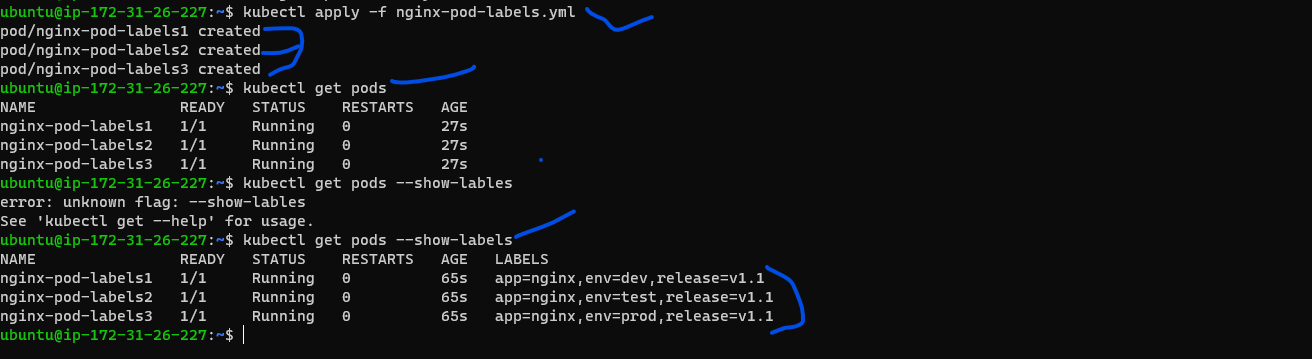 ubuntu@ip-172-31-26-227:~$ kubectl apply -f nginx-pod-labels.yml
pod/nginx-pod-labels1 created
pod/nginx-pod-labels2 created
pod/nginx-pod-labels3 created
ubuntu@ip-172-31-26-227:~$ kubectl get pods
NAME READY STATUS RESTARTS AGE
nginx-pod-labels1 1/1 Running 0 27s
nginx-pod-labels2 1/1 Running 0 27s
nginx-pod-labels3 1/1 Running 0 27s
ubuntu@ip-172-31-26-227:~$ kubectl get pods --show-lables
error: unknown flag: --show-lables
See 'kubectl get --help' for usage.
ubuntu@ip-172-31-26-227:~$ kubectl get pods --show-labels
NAME READY STATUS RESTARTS AGE LABELS
nginx-pod-labels1 1/1 Running 0 65s app=nginx,env=dev,release=v1.1
nginx-pod-labels2 1/1 Running 0 65s app=nginx,env=test,release=v1.1
nginx-pod-labels3 1/1 Running 0 65s app=nginx,env=prod,release=v1.1
ubuntu@ip-172-31-26-227:~$